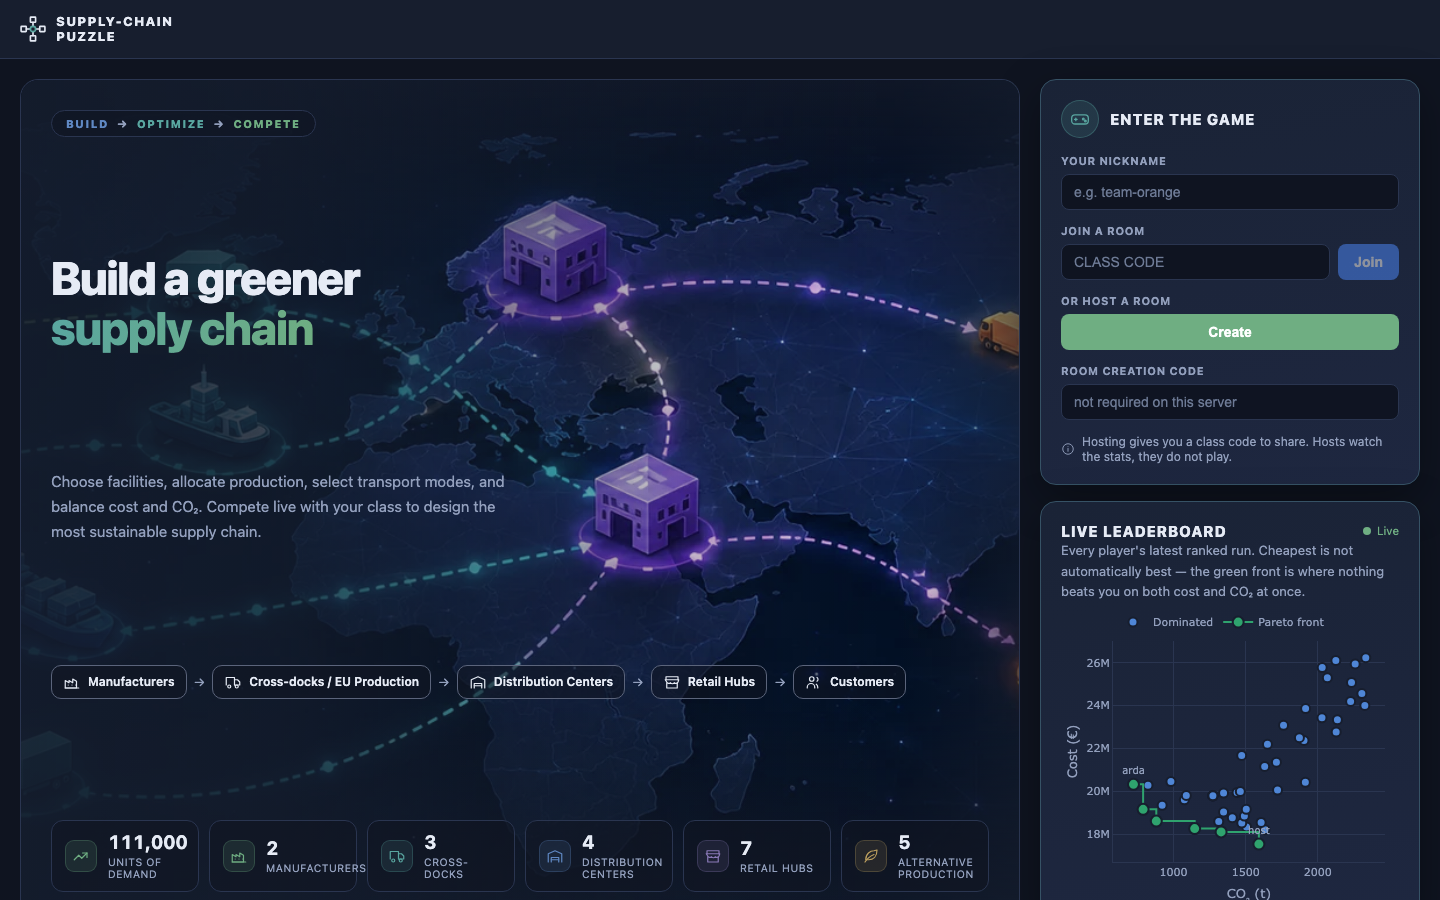 SUPPLY-CHAIN
PUZZLE
BUILD → OPTIMIZE → COMPETE
Build a greener
supply chain
Choose facilities, allocate production, select transport modes, and
balance cost and CO₂. Compete live with your class to design the
most sustainable supply chain.
Manufacturers → Cross-docks / EU Production → Distribution Centers → Retail Hubs → Customers
111,000
UNITS OF
DEMAND
2
MANUFACTURERS
3
CROSS-
DOCKS
4
DISTRIBUTION
CENTERS
7
RETAIL HUBS
5
ALTERNATIVE
PRODUCTION
ENTER THE GAME
YOUR NICKNAME
e.g. team-orange
JOIN A ROOM
CLASS CODE
Join
OR HOST A ROOM
Create
ROOM CREATION CODE
not required on this server
Hosting gives you a class code to share. Hosts watch
the stats, they do not play.
LIVE LEADERBOARD
Live
Every player's latest ranked run. Cheapest is not
automatically best — the green front is where nothing
beats you on both cost and CO₂ at once.
Dominated
Pareto front
26M
24M
22M
20M
18M
Cost (€)
arda
host
1000
1500
2000
CO₂ (t)